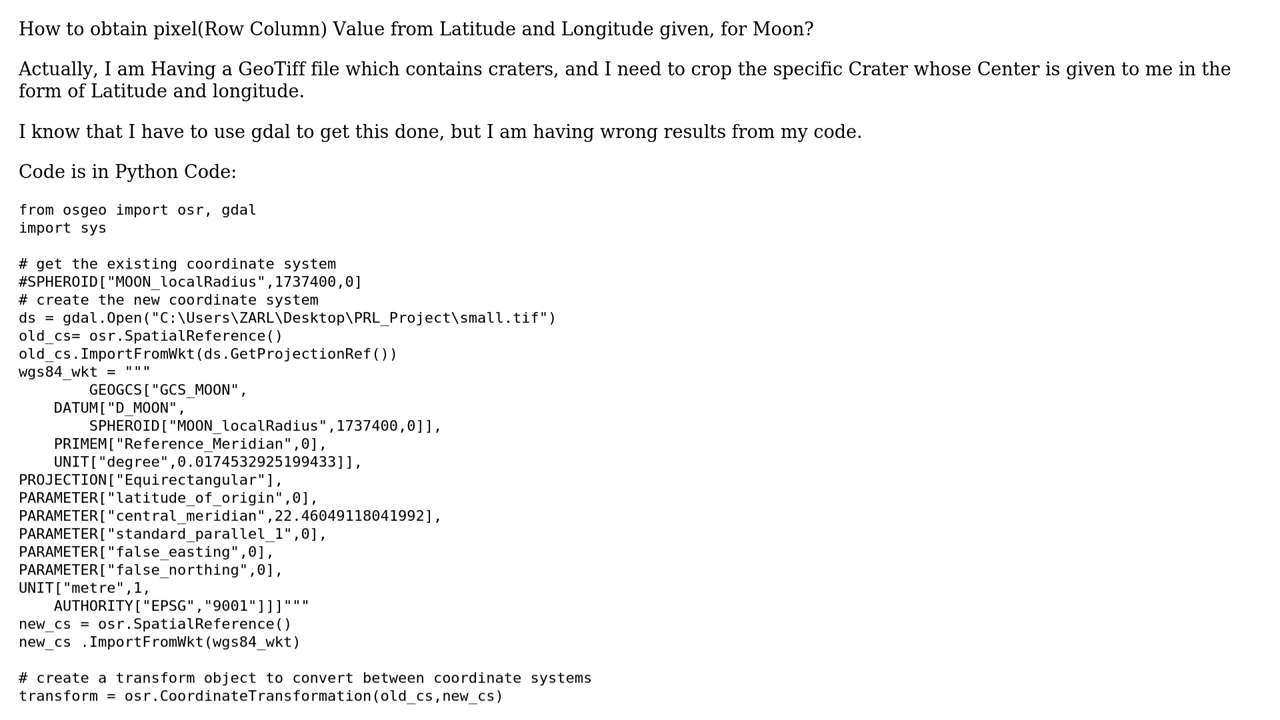 How to obtain pixel(Row Column) Value from Latitude and Longitude given, for Moon?
Actually, I am Having a GeoTiff file which contains craters, and I need to crop the specific Crater whose Center is given to me in the
form of Latitude and longitude.
I know that I have to use gdal to get this done, but I am having wrong results from my code.
Code is in Python Code:
from osgeo import osr, gdal
import sys
# get the existing coordinate system
#SPHEROID["MOON_localRadius",1737400,0]
# create the new coordinate system
ds = gdal.Open("C:\Users\ZARL\Desktop\PRL_Project\small.tif")
old_cs= osr.SpatialReference()
old_cs.ImportFromWkt(ds.GetProjectionRef())
wgs84_wkt = """
        GEOGCS["GCS_MOON",
    DATUM["D_MOON",
        SPHEROID["MOON_localRadius",1737400,0]],
    PRIMEM["Reference_Meridian",0],
    UNIT["degree",0.0174532925199433]],
PROJECTION["Equirectangular"],
PARAMETER["latitude_of_origin",0],
PARAMETER["central_meridian",22.46049118041992],
PARAMETER["standard_parallel_1",0],
PARAMETER["false_easting",0],
PARAMETER["false_northing",0],
UNIT["metre",1,
    AUTHORITY["EPSG","9001"]]]"""
new_cs = osr.SpatialReference()
new_cs .ImportFromWkt(wgs84_wkt)
# create a transform object to convert between coordinate systems
transform = osr.CoordinateTransformation(old_cs,new_cs)